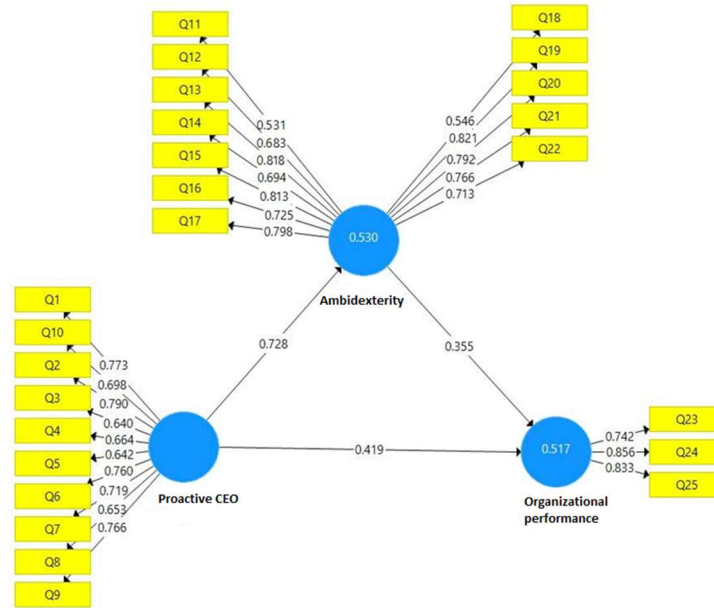 Q11
Q12
Q13
Q14
Q15
Q16
Q17
0.531
0.683
0.818
0.694
0.813
0.725
0.798
Q18
Q19
Q20
Q21
Q22
0.546
0.821
0.792
0.766
0.713
0.530
Ambidexterity
0.728
0.355
Q1
Q10
Q2
Q3
Q4
Q5
Q6
Q7
Q8
Q9
0.773
0.698
0.790
0.640
0.664
0.642
0.760
0.719
0.653
0.766
Proactive CEO
0.419
0.517
Organizational
performance
0.742
0.856
0.833
Q23
Q24
Q25